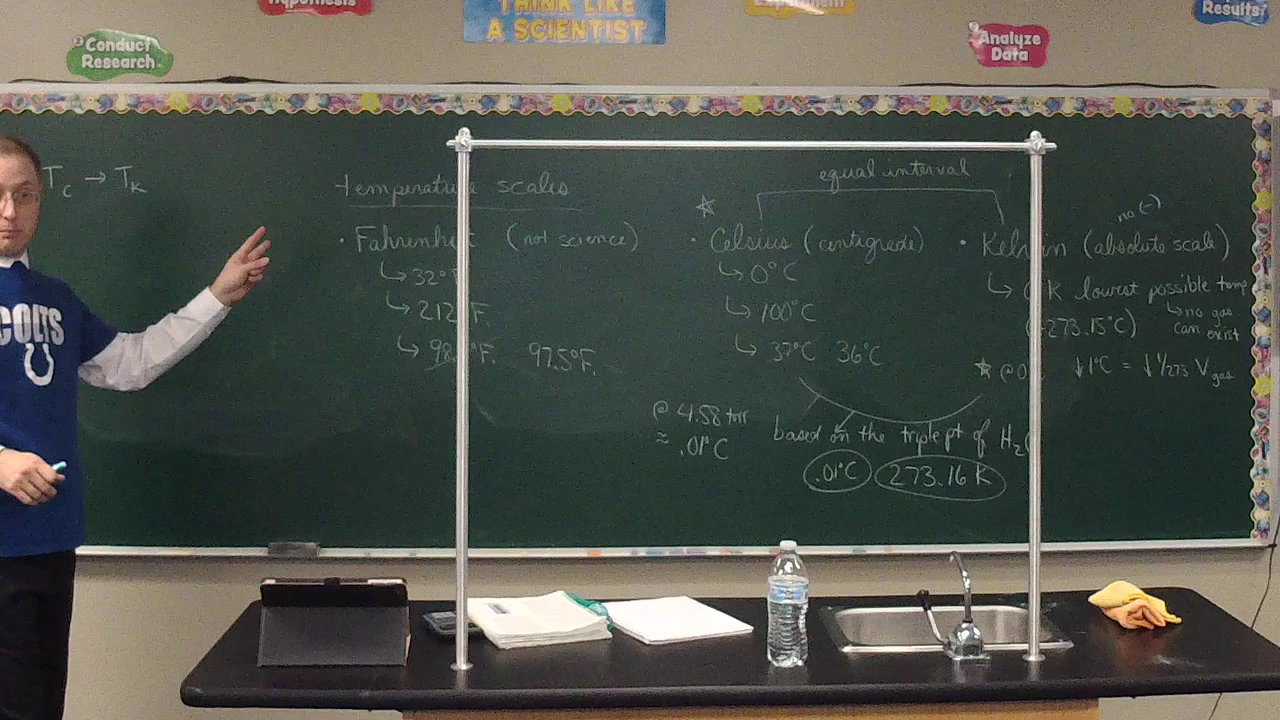 Hypothesis
THINK LIKE
A SCIENTIST
Experiment
Results!
Conduct
Research
Analyze
Data
T_C → T_K
temperature scales
equal interval
no (-)
· Fahrenheit (not science)
☆ · Celsius (centigrade)
· Kelvin (absolute scale)
↳ 32°F
↳ 0°C
↳ 0 K lowest possible temp
↳ 212°F.
↳ 100°C
(-273.15°C)
↳ no gas
can exist
↳ 98. °F. 97.5°F.
↳ 37°C 36°C
☆ @ 0 ↓1°C = ↓ 1/273 V gas
@ 4.58 torr
≈ .01°C
based on the triple pt of H₂O
.01°C 273.16 K
COLTS